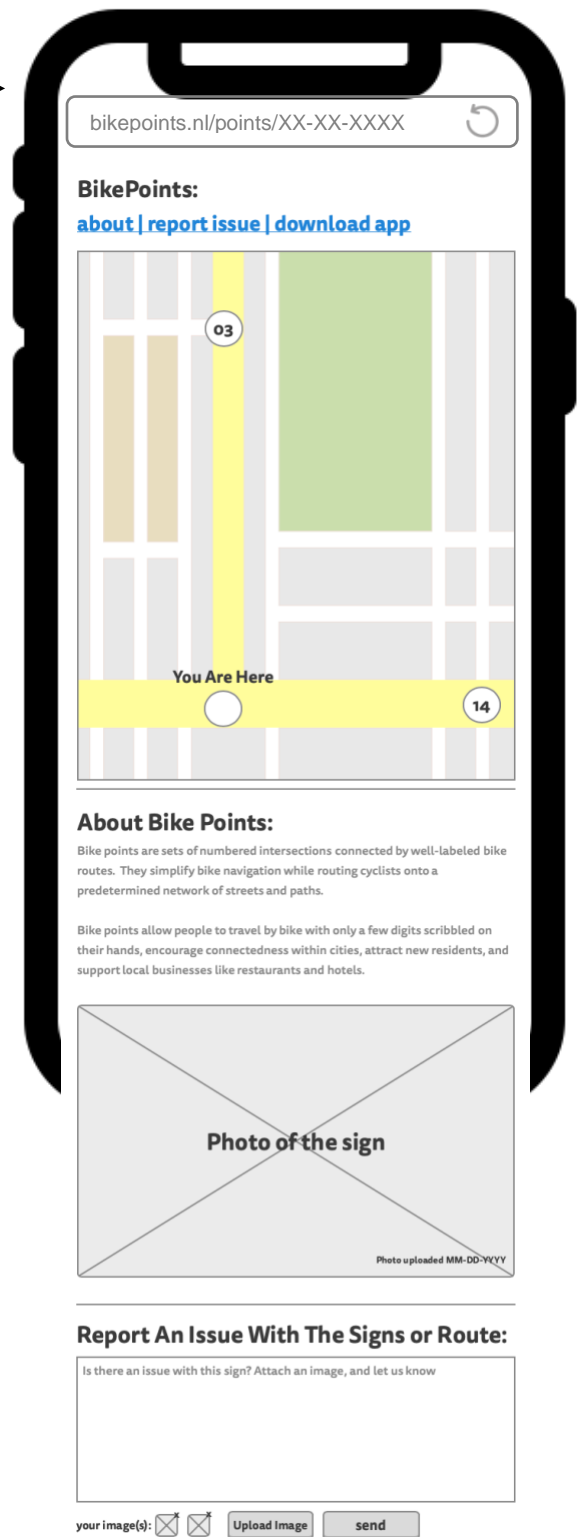 bikepoints.nl/points/XX-XX-XXXX
BikePoints:
about | report issue | download app
03
You Are Here
14
About Bike Points:
Bike points are sets of numbered intersections connected by well-labeled bike
routes. They simplify bike navigation while routing cyclists onto a
predetermined network of streets and paths.
Bike points allow people to travel by bike with only a few digits scribbled on
their hands, encourage connectedness within cities, attract new residents, and
support local businesses like restaurants and hotels.
Photo of the sign
Photo uploaded MM-DD-YYYY
Report An Issue With The Signs or Route:
Is there an issue with this sign? Attach an image, and let us know
your image(s): x x Upload Image send